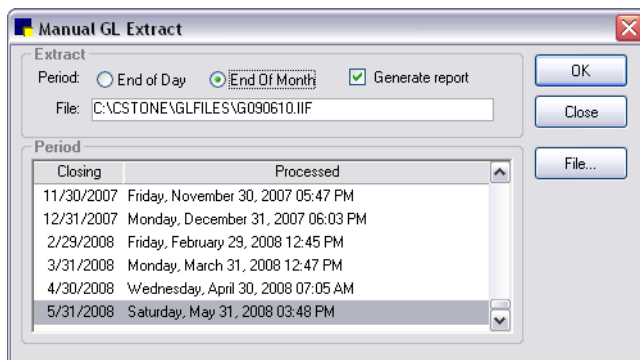 Manual GL Extract
Extract
Period: End of Day End Of Month Generate report
File: C:\CSTONE\GLFILES\G090610.IIF
OK
Close
File...
Period
Closing Processed
11/30/2007 Friday, November 30, 2007 05:47 PM
12/31/2007 Monday, December 31, 2007 06:03 PM
2/29/2008 Friday, February 29, 2008 12:45 PM
3/31/2008 Monday, March 31, 2008 12:47 PM
4/30/2008 Wednesday, April 30, 2008 07:05 AM
5/31/2008 Saturday, May 31, 2008 03:48 PM